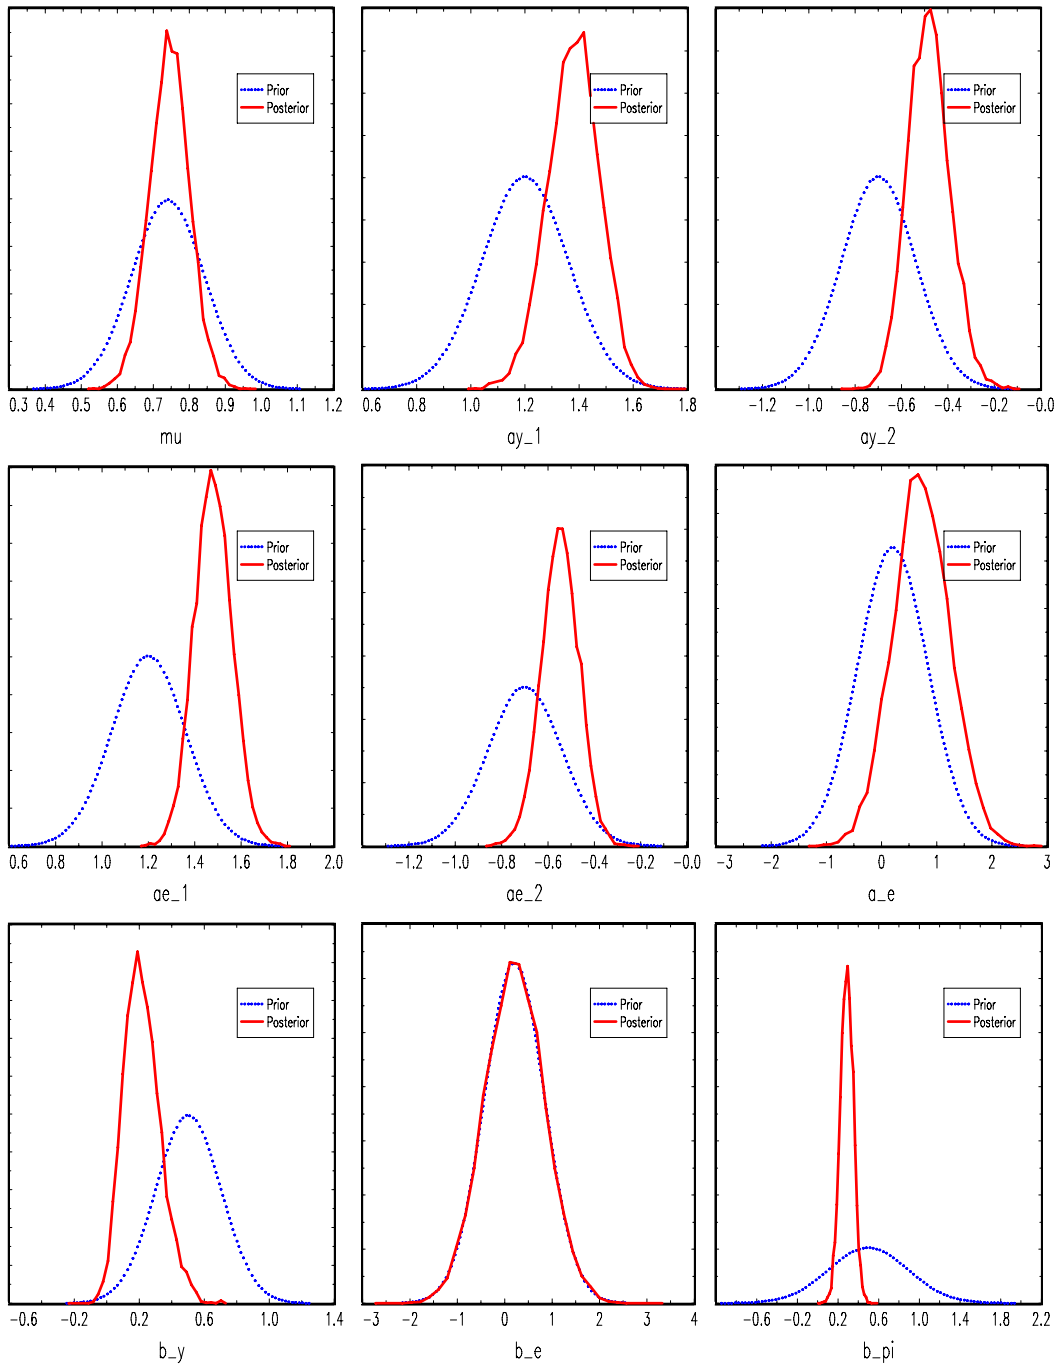 Prior
Posterior
0.3 0.4 0.6 0.7 0.8 0.9 1.0 1.1 1.2
mu
Prior
Posterior
0.6 0.8 1.0 1.2 1.4 1.6 1.8
ay_1
Prior
Posterior
-1.2 -1.0 -0.8 -0.6 -0.4 -0.2 -0.0
ay_2
Prior
Posterior
0.6 0.8 1.0 1.2 1.4 1.6 1.8 2.0
ae_1
Prior
Posterior
-1.2 -1.0 -0.8 -0.6 -0.4 -0.2 -0.0
ae_2
Prior
Posterior
-3 -2 -1 0 1 2 3
a_e
Prior
Posterior
-0.6 -0.2 0.2 0.6 1.0 1.4
b_y
Prior
Posterior
-3 -2 -1 0 1 2 3 4
b_e
Prior
Posterior
-0.6 -0.2 0.2 0.6 1.0 1.4 1.8 2.2
b_pi